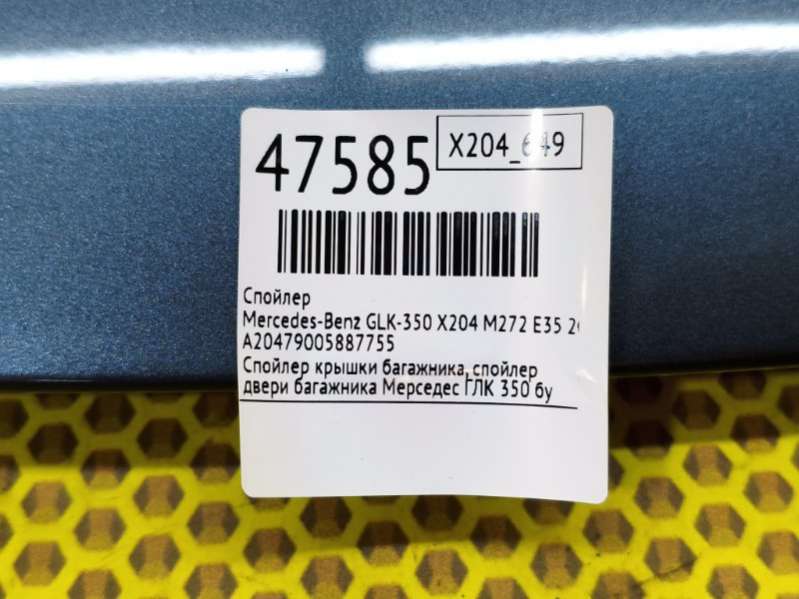 47585
X204_649
Спойлер
Mercedes-Benz GLK-350 X204 M272 E35
A20479005887755
Спойлер крышки багажника, спойлер
двери багажника Мерседес ГЛК 350 бу